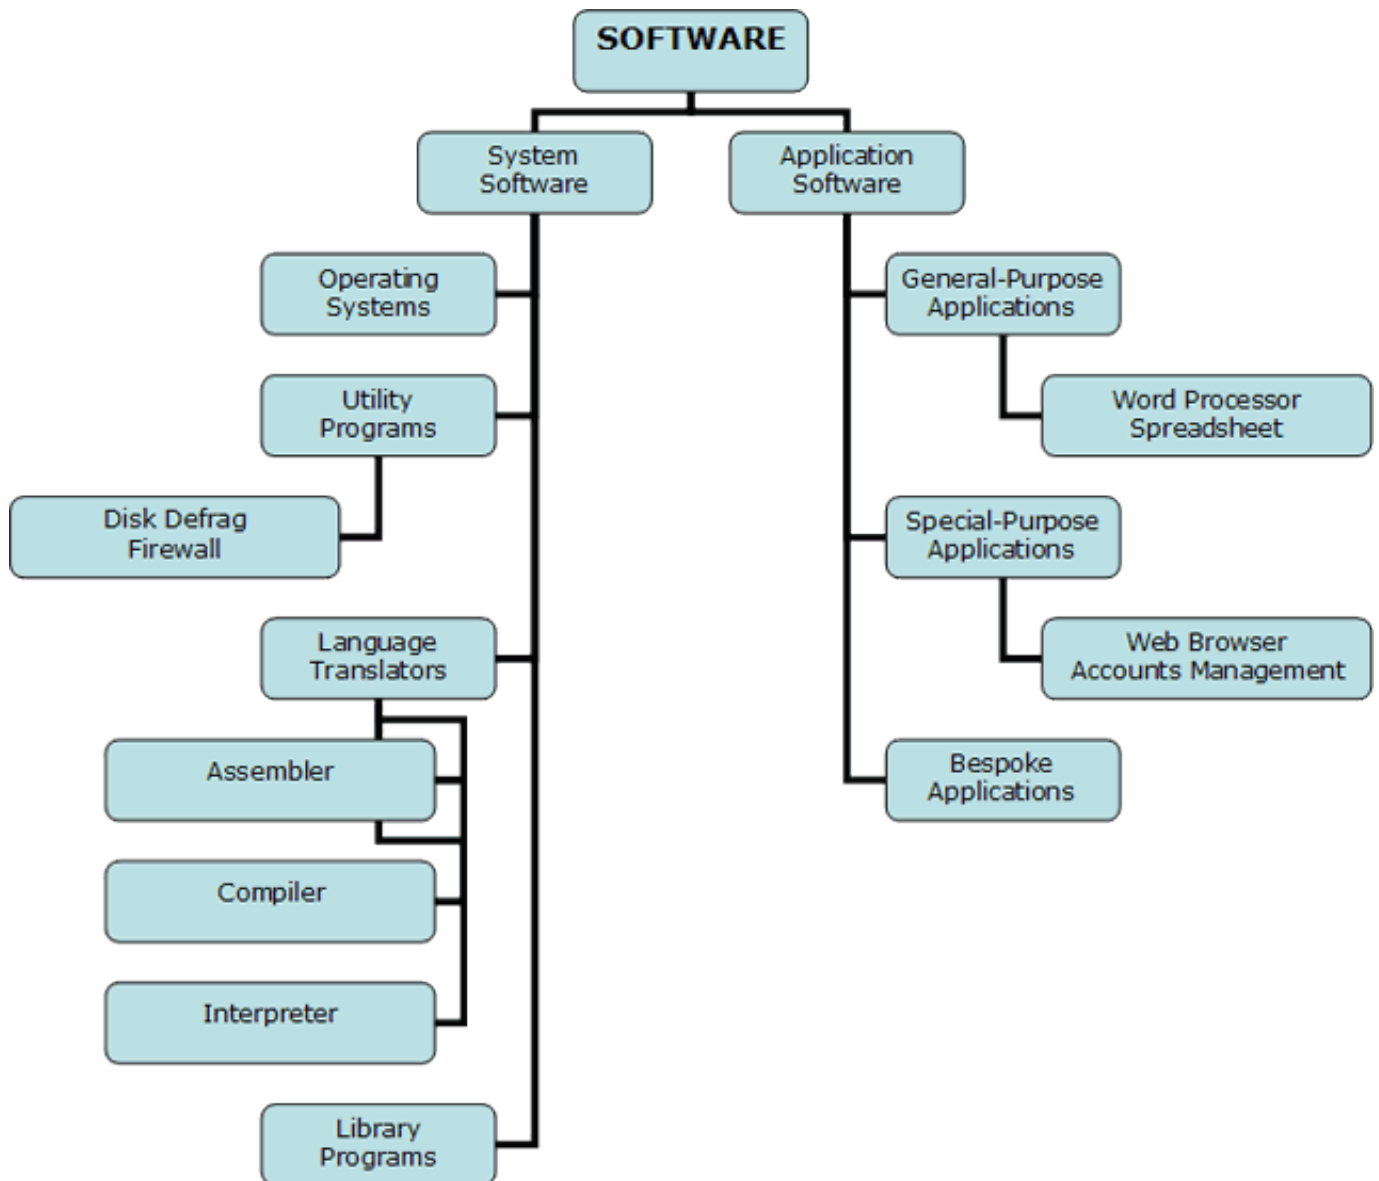 SOFTWARE
System
Software
Application
Software
Operating
Systems
General-Purpose
Applications
Utility
Programs
Word Processor
Spreadsheet
Disk Defrag
Firewall
Special-Purpose
Applications
Language
Translators
Web Browser
Accounts Management
Assembler
Bespoke
Applications
Compiler
Interpreter
Library
Programs